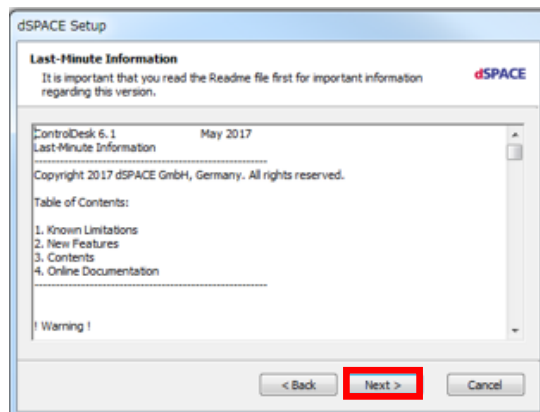 dSPACE Setup
Last-Minute Information
It is important that you read the Readme file first for important information
regarding this version.
dSPACE
ControlDesk 6.1 May 2017
Last-Minute Information
------------------------------------------------------------
Copyright 2017 dSPACE GmbH, Germany. All rights reserved.
Table of Contents:
1. Known Limitations
2. New Features
3. Contents
4. Online Documentation
------------------------------------------------------------
! Warning !
< Back
Next >
Cancel